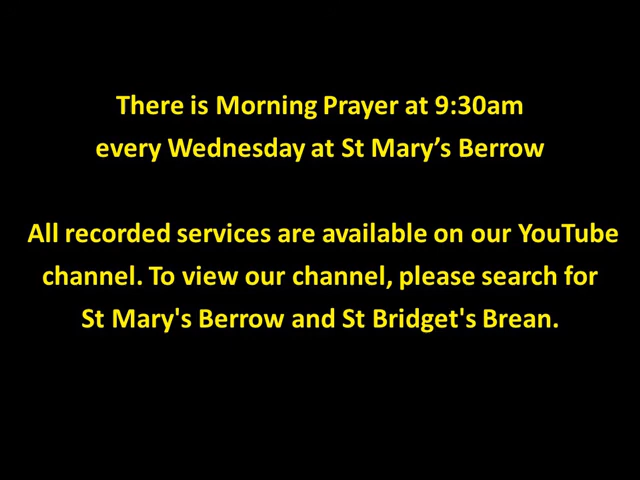 There is Morning Prayer at 9:30am
every Wednesday at St Mary’s Berrow
All recorded services are available on our YouTube
channel. To view our channel, please search for
St Mary's Berrow and St Bridget's Brean.